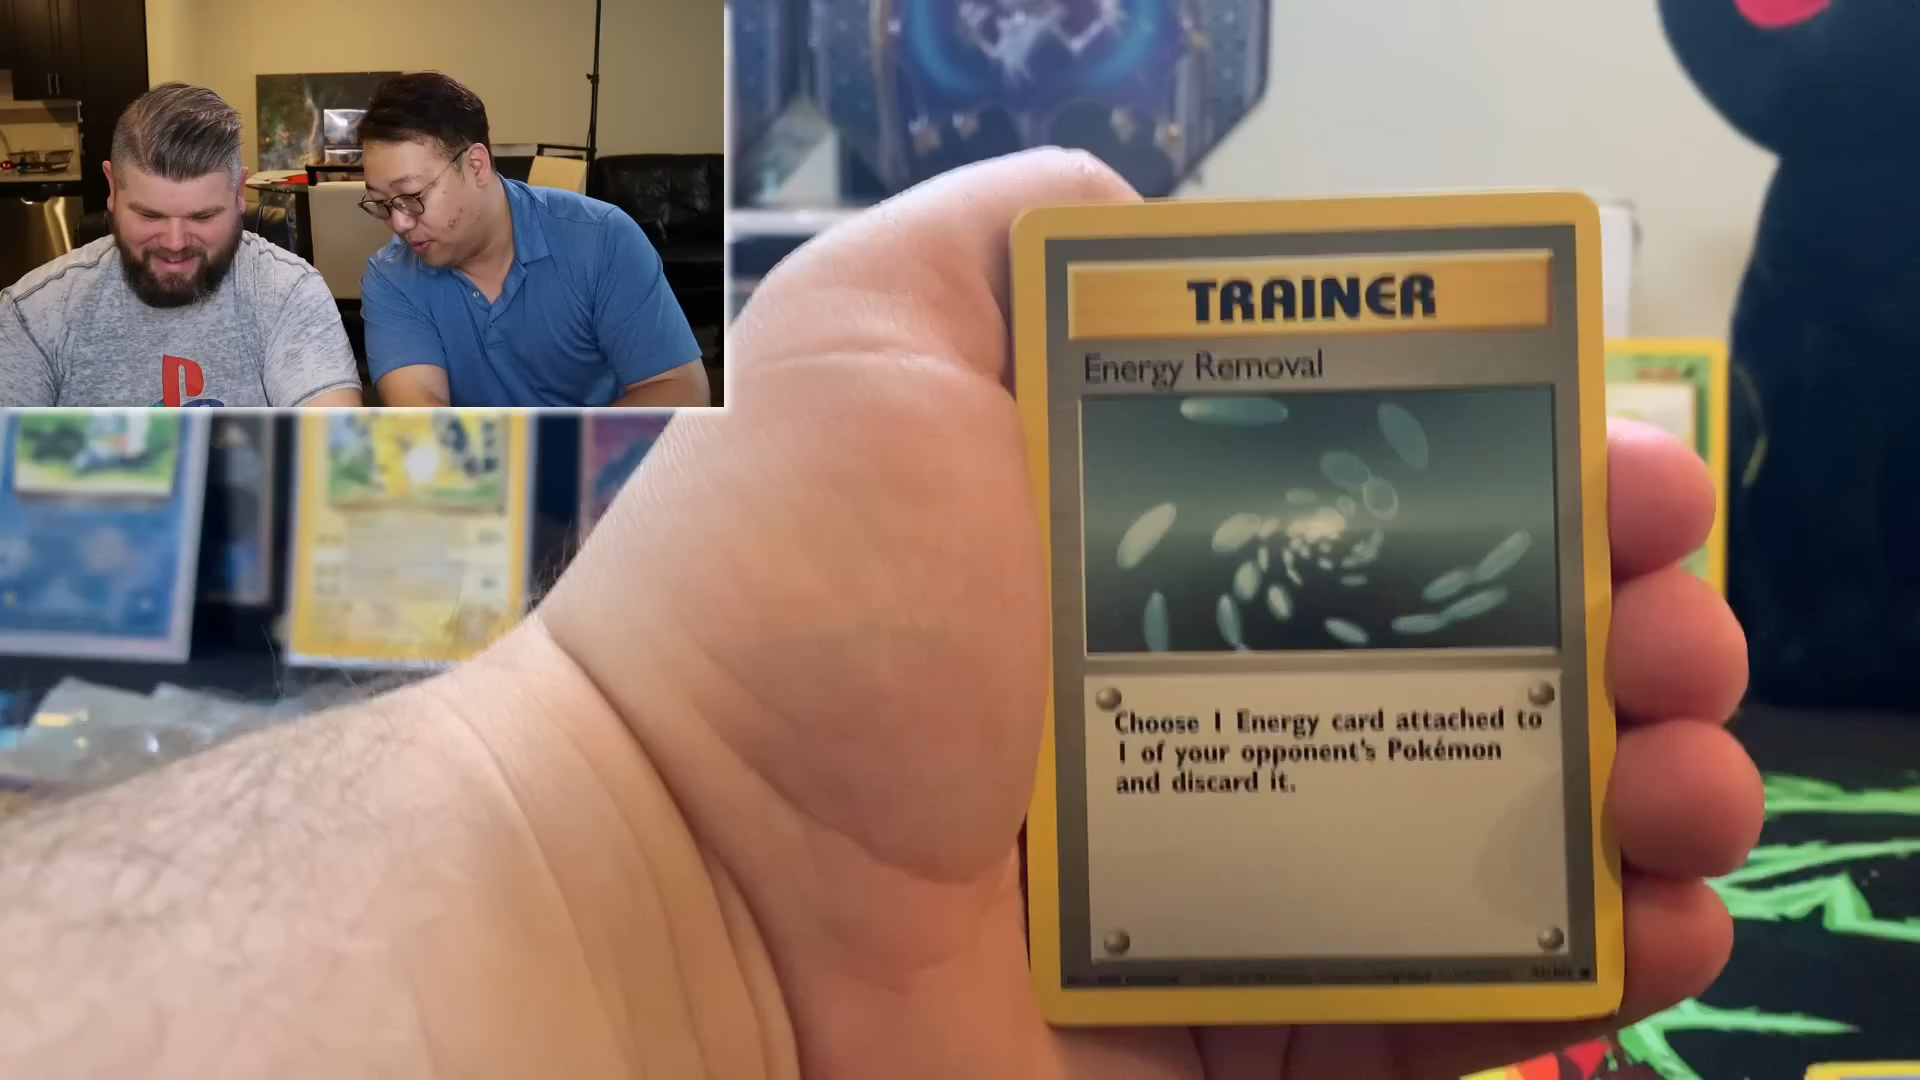 TRAINER
Energy Removal
Choose 1 Energy card attached to
1 of your opponent's Pokémon
and discard it.